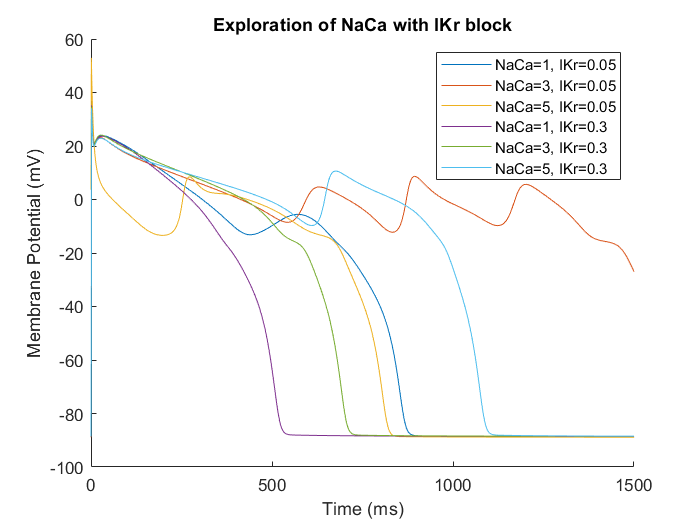 Exploration of NaCa with IKr block
NaCa=1, IKr=0.05
NaCa=3, IKr=0.05
NaCa=5, IKr=0.05
NaCa=1, IKr=0.3
NaCa=3, IKr=0.3
NaCa=5, IKr=0.3
Membrane Potential (mV)
60
40
20
0
-20
-40
-60
-80
-100
0
500
1000
1500
Time (ms)